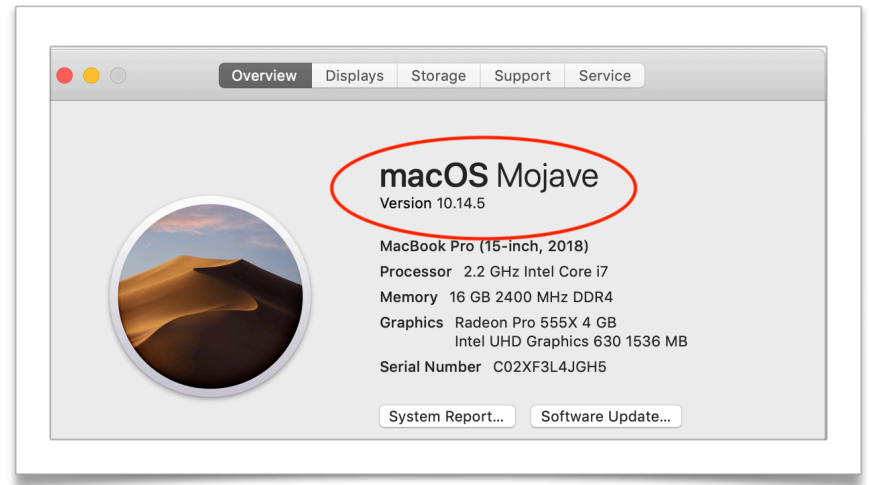 Overview Displays Storage Support Service
macOS Mojave
Version 10.14.5
MacBook Pro (15-inch, 2018)
Processor 2.2 GHz Intel Core i7
Memory 16 GB 2400 MHz DDR4
Graphics Radeon Pro 555X 4 GB
Intel UHD Graphics 630 1536 MB
Serial Number C02XF3L4JGH5
System Report... Software Update...